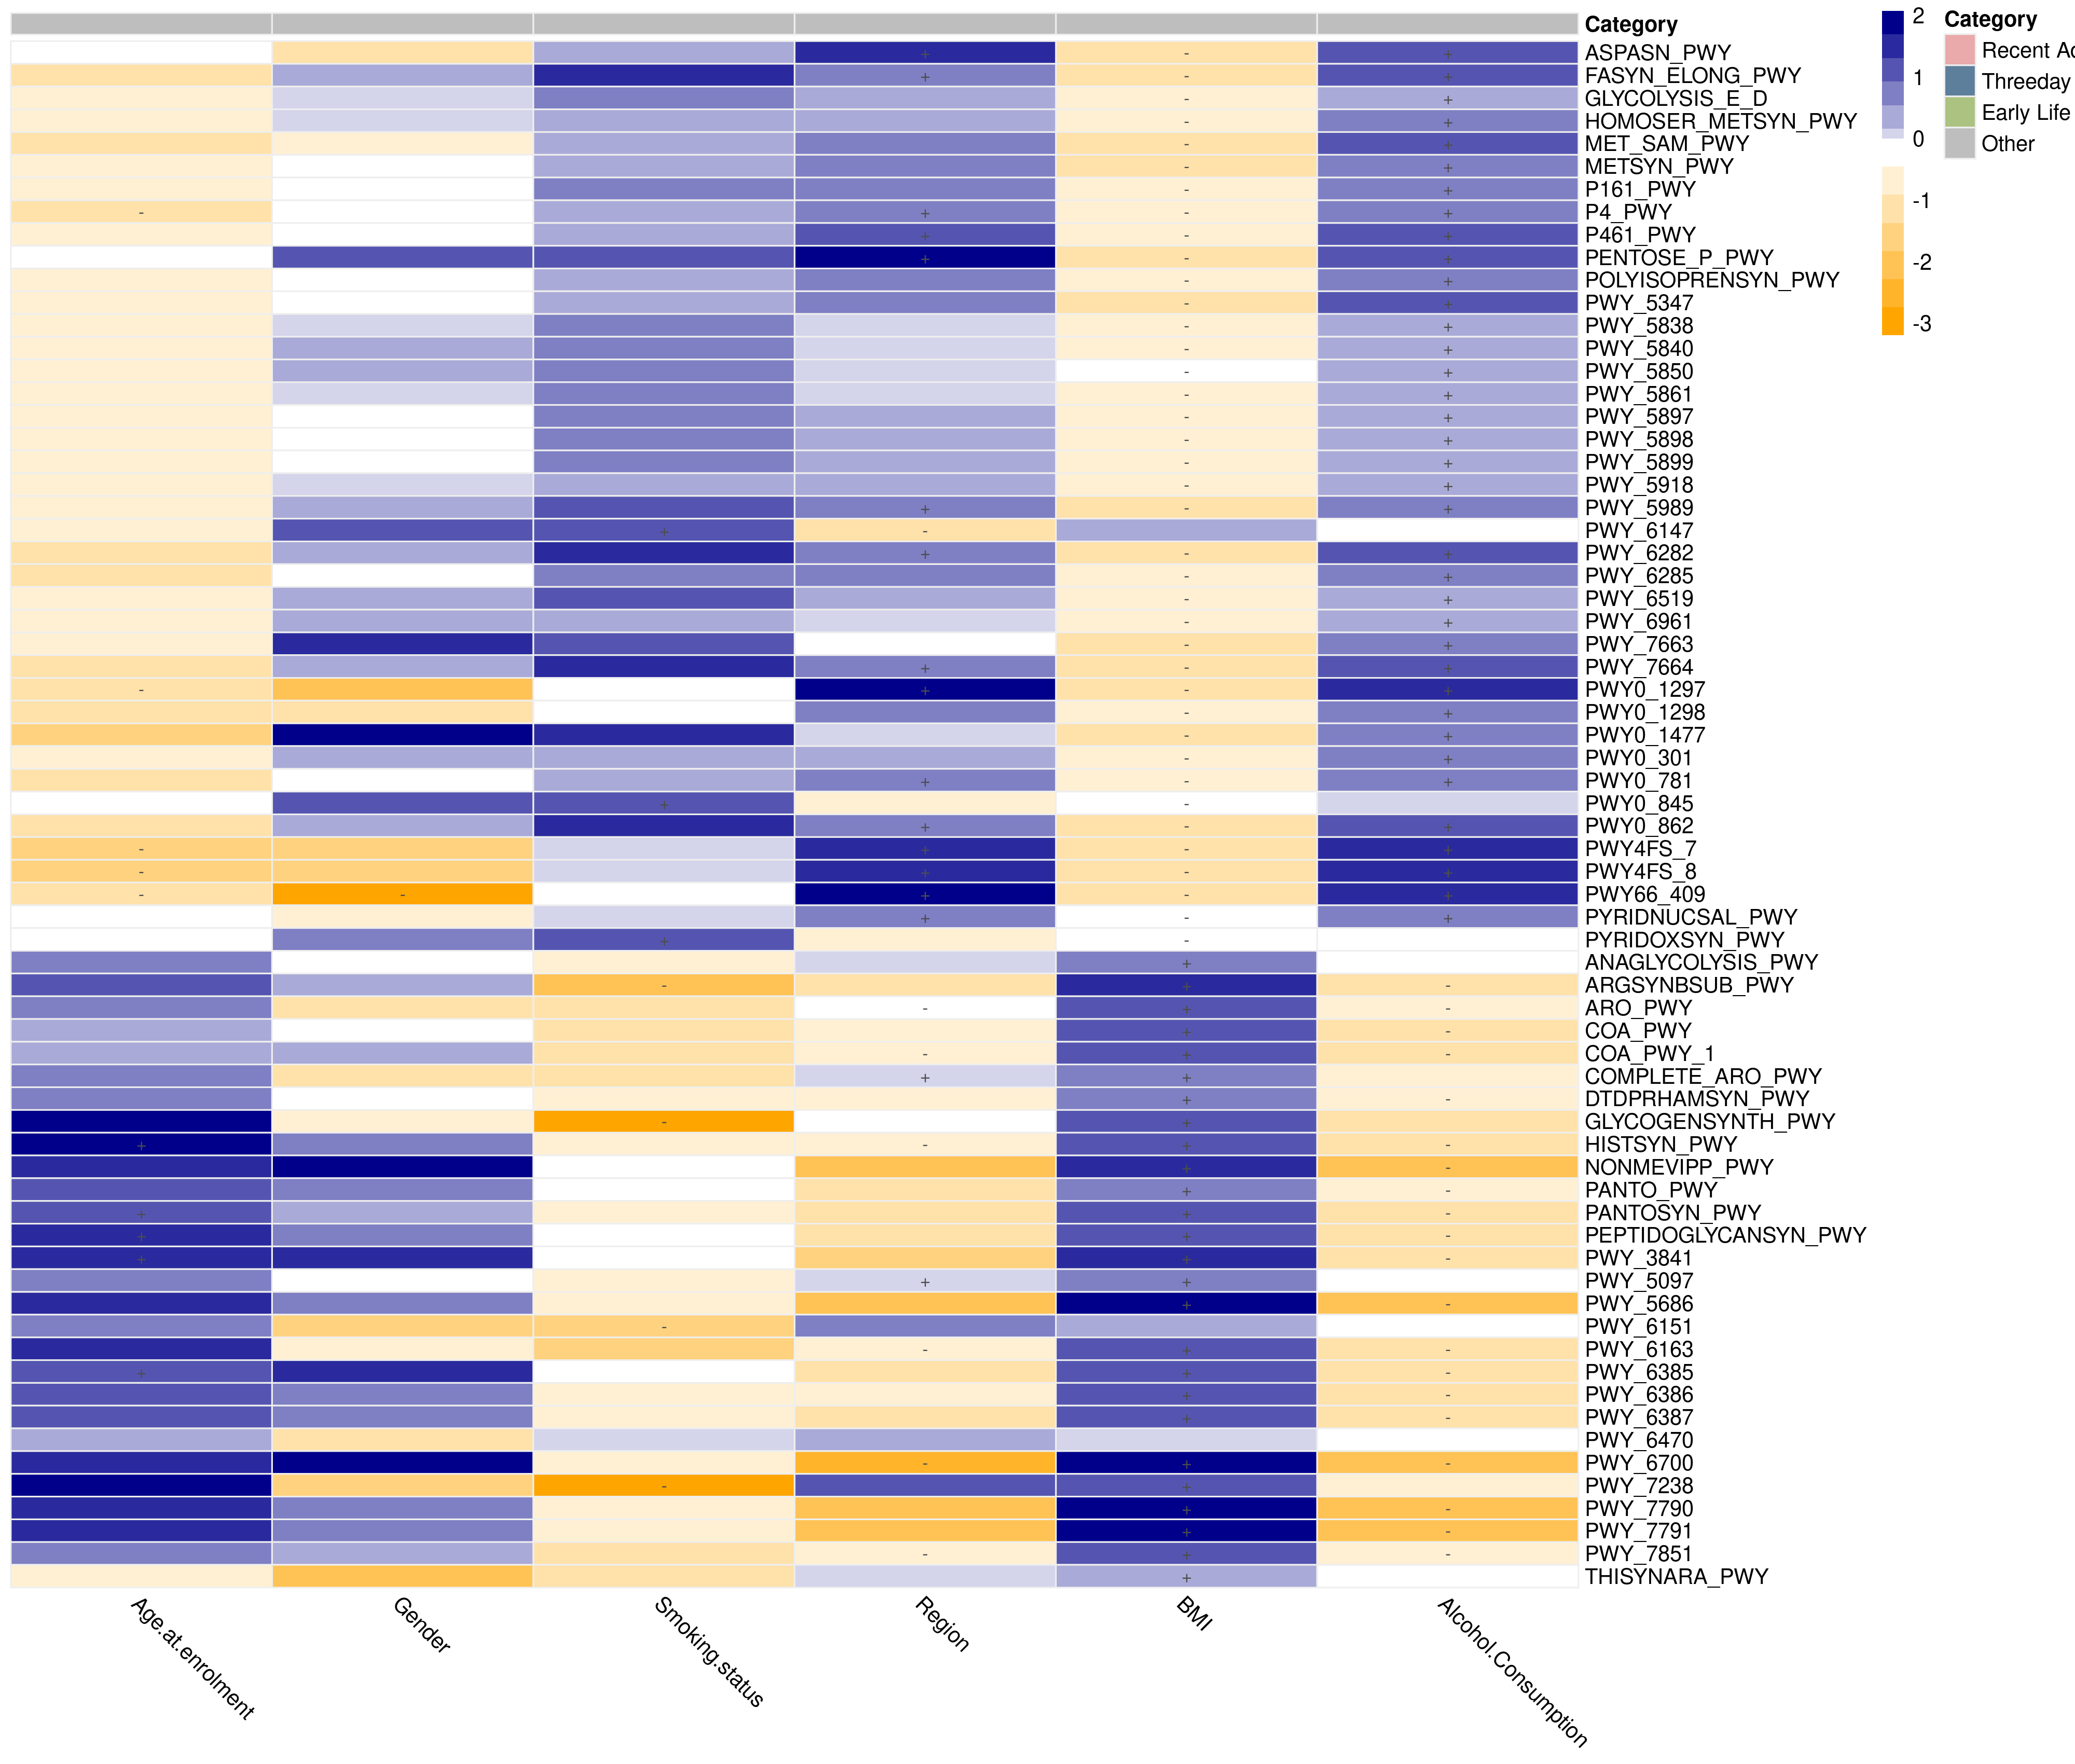 Category
ASPASN_PWY
FASYN_ELONG_PWY
GLYCOLYSIS_E_D
HOMOSER_METSYN_PWY
MET_SAM_PWY
METSYN_PWY
P161_PWY
P4_PWY
P461_PWY
PENTOSE_P_PWY
POLYISOPRENSYN_PWY
PWY_5347
PWY_5838
PWY_5840
PWY_5850
PWY_5861
PWY_5897
PWY_5898
PWY_5899
PWY_5918
PWY_5989
PWY_6147
PWY_6282
PWY_6285
PWY_6519
PWY_6961
PWY_7663
PWY_7664
PWY0_1297
PWY0_1298
PWY0_1477
PWY0_301
PWY0_781
PWY0_845
PWY0_862
PWY4FS_7
PWY4FS_8
PWY66_409
PYRIDNUCSAL_PWY
PYRIDOXSYN_PWY
ANAGLYCOLYSIS_PWY
ARGSYNBSUB_PWY
ARO_PWY
COA_PWY
COA_PWY_1
COMPLETE_ARO_PWY
DTDPRHAMSYN_PWY
GLYCOGENSYNTH_PWY
HISTSYN_PWY
NONMEVIPP_PWY
PANTO_PWY
PANTOSYN_PWY
PEPTIDOGLYCANSYN_PWY
PWY_3841
PWY_5097
PWY_5686
PWY_6151
PWY_6163
PWY_6385
PWY_6386
PWY_6387
PWY_6470
PWY_6700
PWY_7238
PWY_7790
PWY_7791
PWY_7851
THISYNARA_PWY
Age.at.enrolment
Gender
Smoking.status
Region
BMI
Alcohol.Consumption
2
1
0
-1
-2
-3
Category
Recent Ac
Threeday
Early Life
Other